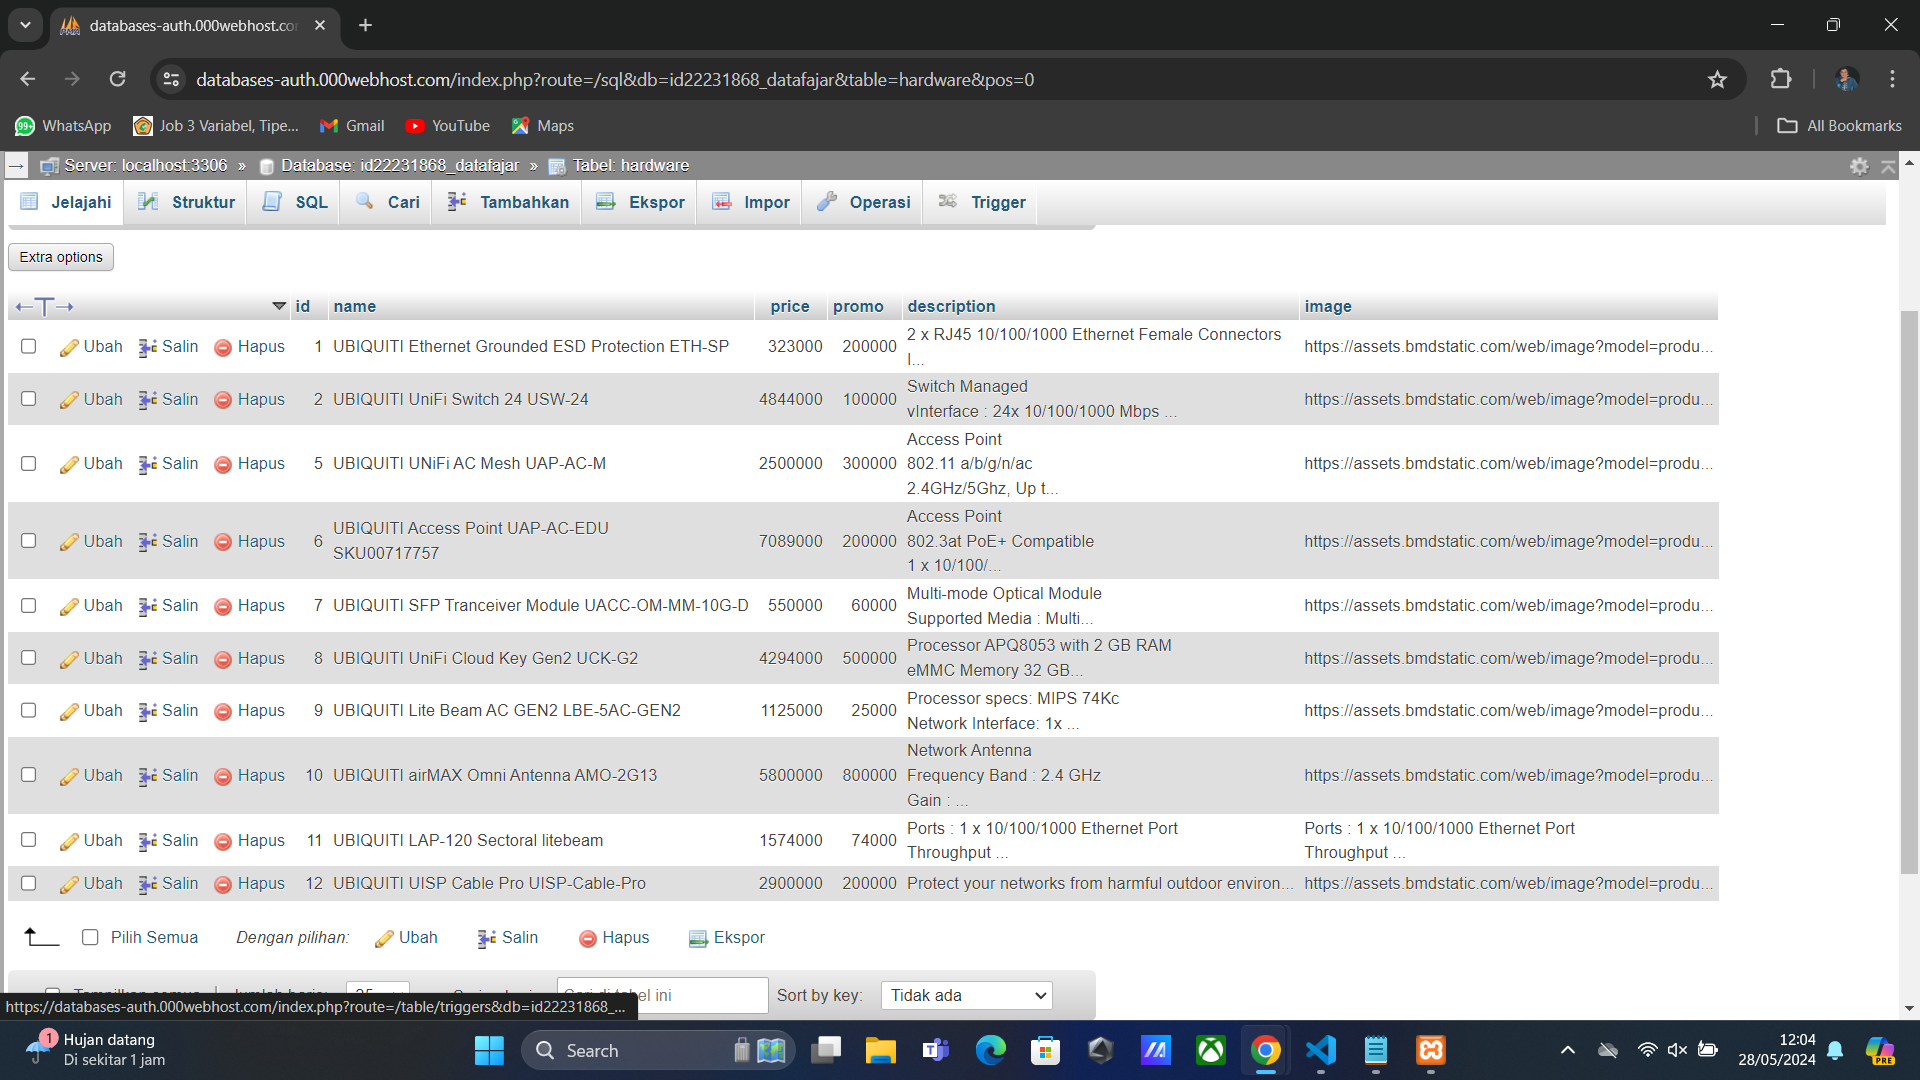 databases-auth.000webhost.co
databases-auth.000webhost.com/index.php?route=/sql&db=id22231868_datafajar&table=hardware&pos=0
99+ WhatsApp Job 3 Variabel, Tipe... Gmail YouTube Maps All Bookmarks
Server: localhost:3306 » Database: id22231868_datafajar » Tabel: hardware
Jelajahi Struktur SQL Cari Tambahkan Ekspor Impor Operasi Trigger
Extra options
←T→ id name price promo description image
Ubah Salin Hapus 1 UBIQUITI Ethernet Grounded ESD Protection ETH-SP 323000 200000 2 x RJ45 10/100/1000 Ethernet Female Connectors https://assets.bmdstatic.com/web/image?model=produ...
I...
Ubah Salin Hapus 2 UBIQUITI UniFi Switch 24 USW-24 4844000 100000 Switch Managed https://assets.bmdstatic.com/web/image?model=produ...
vInterface : 24x 10/100/1000 Mbps ...
Ubah Salin Hapus 5 UBIQUITI UNiFi AC Mesh UAP-AC-M 2500000 300000 Access Point https://assets.bmdstatic.com/web/image?model=produ...
802.11 a/b/g/n/ac
2.4GHz/5Ghz, Up t...
Ubah Salin Hapus 6 UBIQUITI Access Point UAP-AC-EDU 7089000 200000 Access Point https://assets.bmdstatic.com/web/image?model=produ...
SKU00717757 802.3at PoE+ Compatible
1 x 10/100/...
Ubah Salin Hapus 7 UBIQUITI SFP Tranceiver Module UACC-OM-MM-10G-D 550000 60000 Multi-mode Optical Module https://assets.bmdstatic.com/web/image?model=produ...
Supported Media : Multi...
Ubah Salin Hapus 8 UBIQUITI UniFi Cloud Key Gen2 UCK-G2 4294000 500000 Processor APQ8053 with 2 GB RAM https://assets.bmdstatic.com/web/image?model=produ...
eMMC Memory 32 GB...
Ubah Salin Hapus 9 UBIQUITI Lite Beam AC GEN2 LBE-5AC-GEN2 1125000 25000 Processor specs: MIPS 74Kc https://assets.bmdstatic.com/web/image?model=produ...
Network Interface: 1x ...
Ubah Salin Hapus 10 UBIQUITI airMAX Omni Antenna AMO-2G13 5800000 800000 Network Antenna https://assets.bmdstatic.com/web/image?model=produ...
Frequency Band : 2.4 GHz
Gain : ...
Ubah Salin Hapus 11 UBIQUITI LAP-120 Sectoral litebeam 1574000 74000 Ports : 1 x 10/100/1000 Ethernet Port Ports : 1 x 10/100/1000 Ethernet Port
Throughput ... Throughput ...
Ubah Salin Hapus 12 UBIQUITI UISP Cable Pro UISP-Cable-Pro 2900000 200000 Protect your networks from harmful outdoor environ... https://assets.bmdstatic.com/web/image?model=produ...
Pilih Semua Dengan pilihan: Ubah Salin Hapus Ekspor
25 Cari di tabel ini Sort by key: Tidak ada
https://databases-auth.000webhost.com/index.php?route=/table/triggers&db=id22231868_...
1 Hujan datang
Di sekitar 1 jam
Search
PRE
12:04
28/05/2024